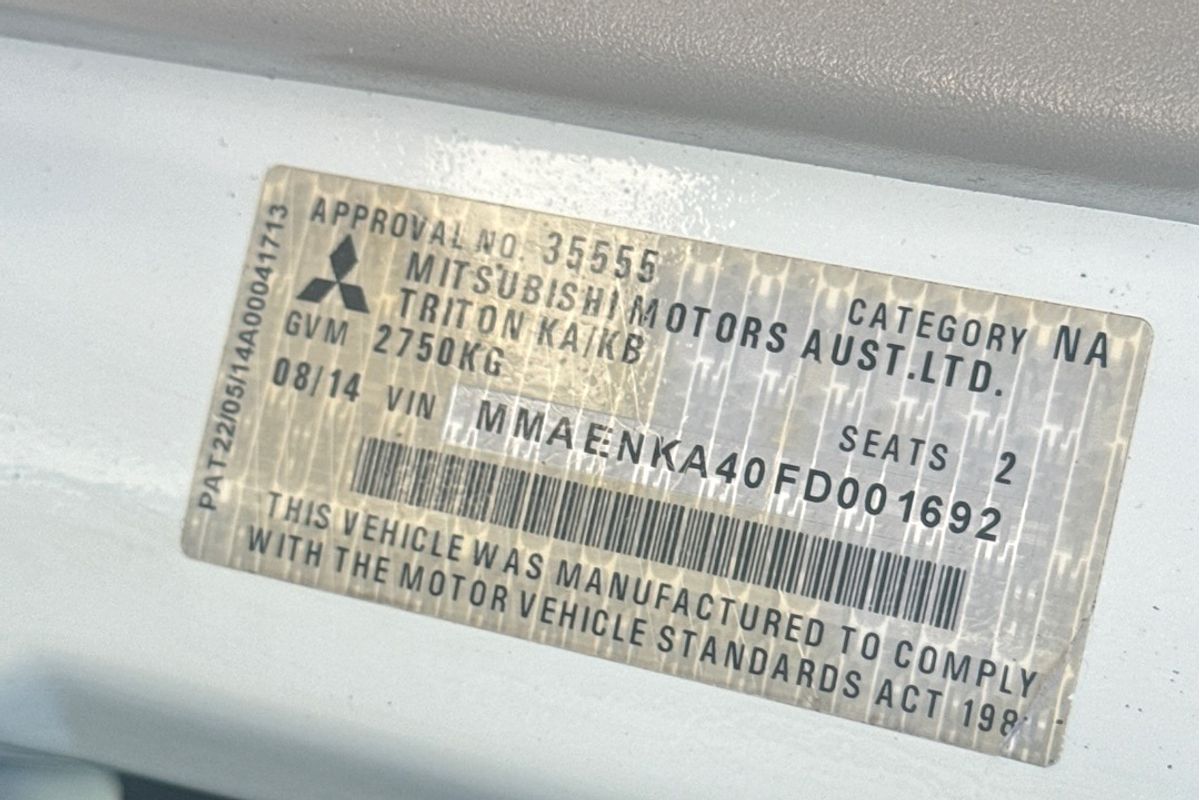 APPROVAL NO. 35555 CATEGORY NA
MITSUBISHI MOTORS AUST.LTD.
TRITON KA/KB
GVM 2750KG SEATS 2
08/14 VIN MMAENKA40FD001692
THIS VEHICLE WAS MANUFACTURED TO COMPLY
WITH THE MOTOR VEHICLE STANDARDS ACT 198
PAT22/05/14A00041713